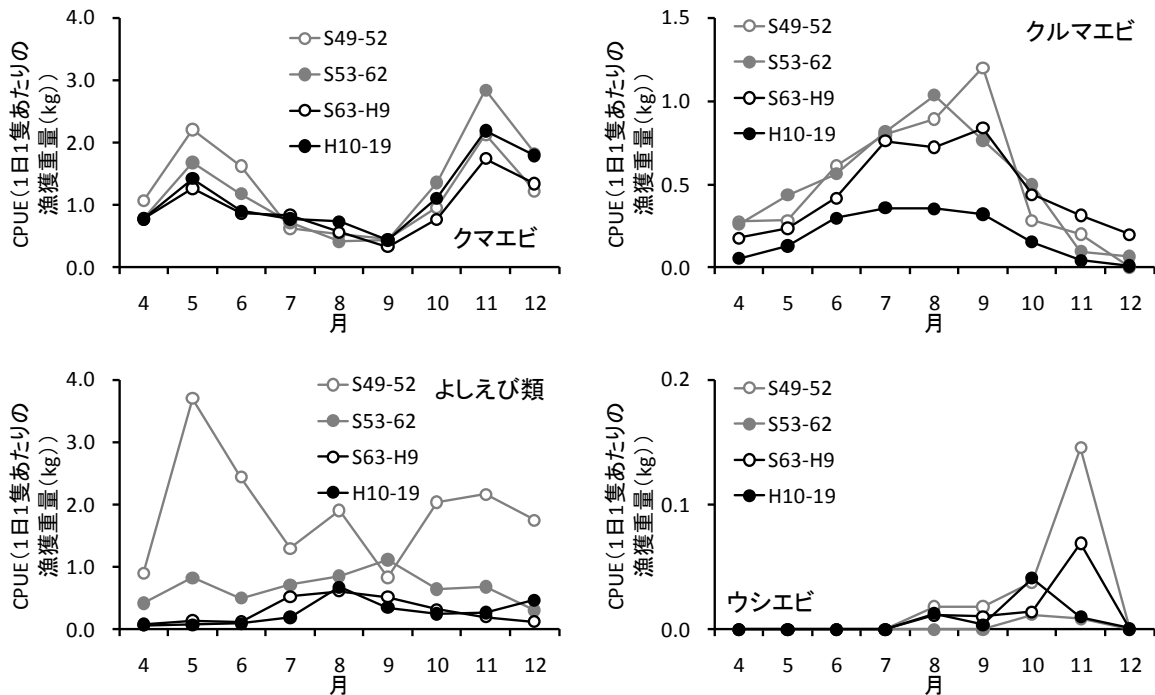 CPUE(1日1隻あたりの
漁獲重量(kg))
4.0
3.0
2.0
1.0
0.0
S49-52
S53-62
S63-H9
H10-19
クマエビ
4 5 6 7 8 9 10 11 12
月
CPUE(1日1隻あたりの
漁獲重量(kg))
1.5
1.0
0.5
0.0
S49-52
S53-62
S63-H9
H10-19
クルマエビ
4 5 6 7 8 9 10 11 12
月
CPUE(1日1隻あたりの
漁獲重量(kg))
4.0
3.0
2.0
1.0
0.0
よしえび類
S49-52
S53-62
S63-H9
H10-19
4 5 6 7 8 9 10 11 12
月
CPUE(1日1隻あたりの
漁獲重量(kg))
0.2
0.1
0.0
S49-52
S53-62
S63-H9
H10-19
ウシエビ
4 5 6 7 8 9 10 11 12
月